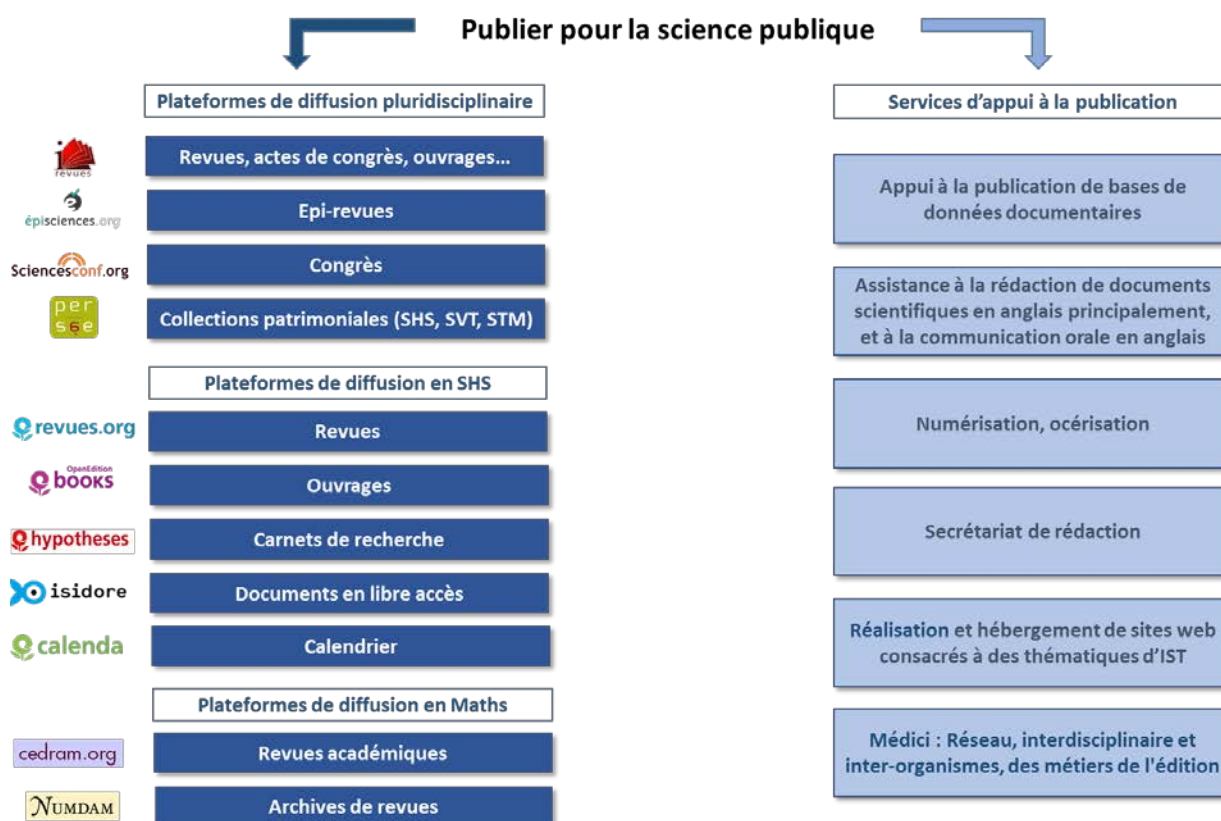 Publier pour la science publique
Plateformes de diffusion pluridisciplinaire
i
revues
Revues, actes de congrès, ouvrages...
épisciences.org
Epi-revues
Sciencesconf.org
Congrès
per
sée
Collections patrimoniales (SHS, SVT, STM)
Plateformes de diffusion en SHS
revues.org
Revues
OpenEdition
books
Ouvrages
hypotheses
Carnets de recherche
isidore
Documents en libre accès
calenda
Calendrier
Plateformes de diffusion en Maths
cedram.org
Revues académiques
NUMDAM
Archives de revues
Services d’appui à la publication
Appui à la publication de bases de
données documentaires
Assistance à la rédaction de documents
scientifiques en anglais principalement,
et à la communication orale en anglais
Numérisation, océrisation
Secrétariat de rédaction
Réalisation et hébergement de sites web
consacrés à des thématiques d’IST
Médici : Réseau, interdisciplinaire et
inter-organismes, des métiers de l'édition